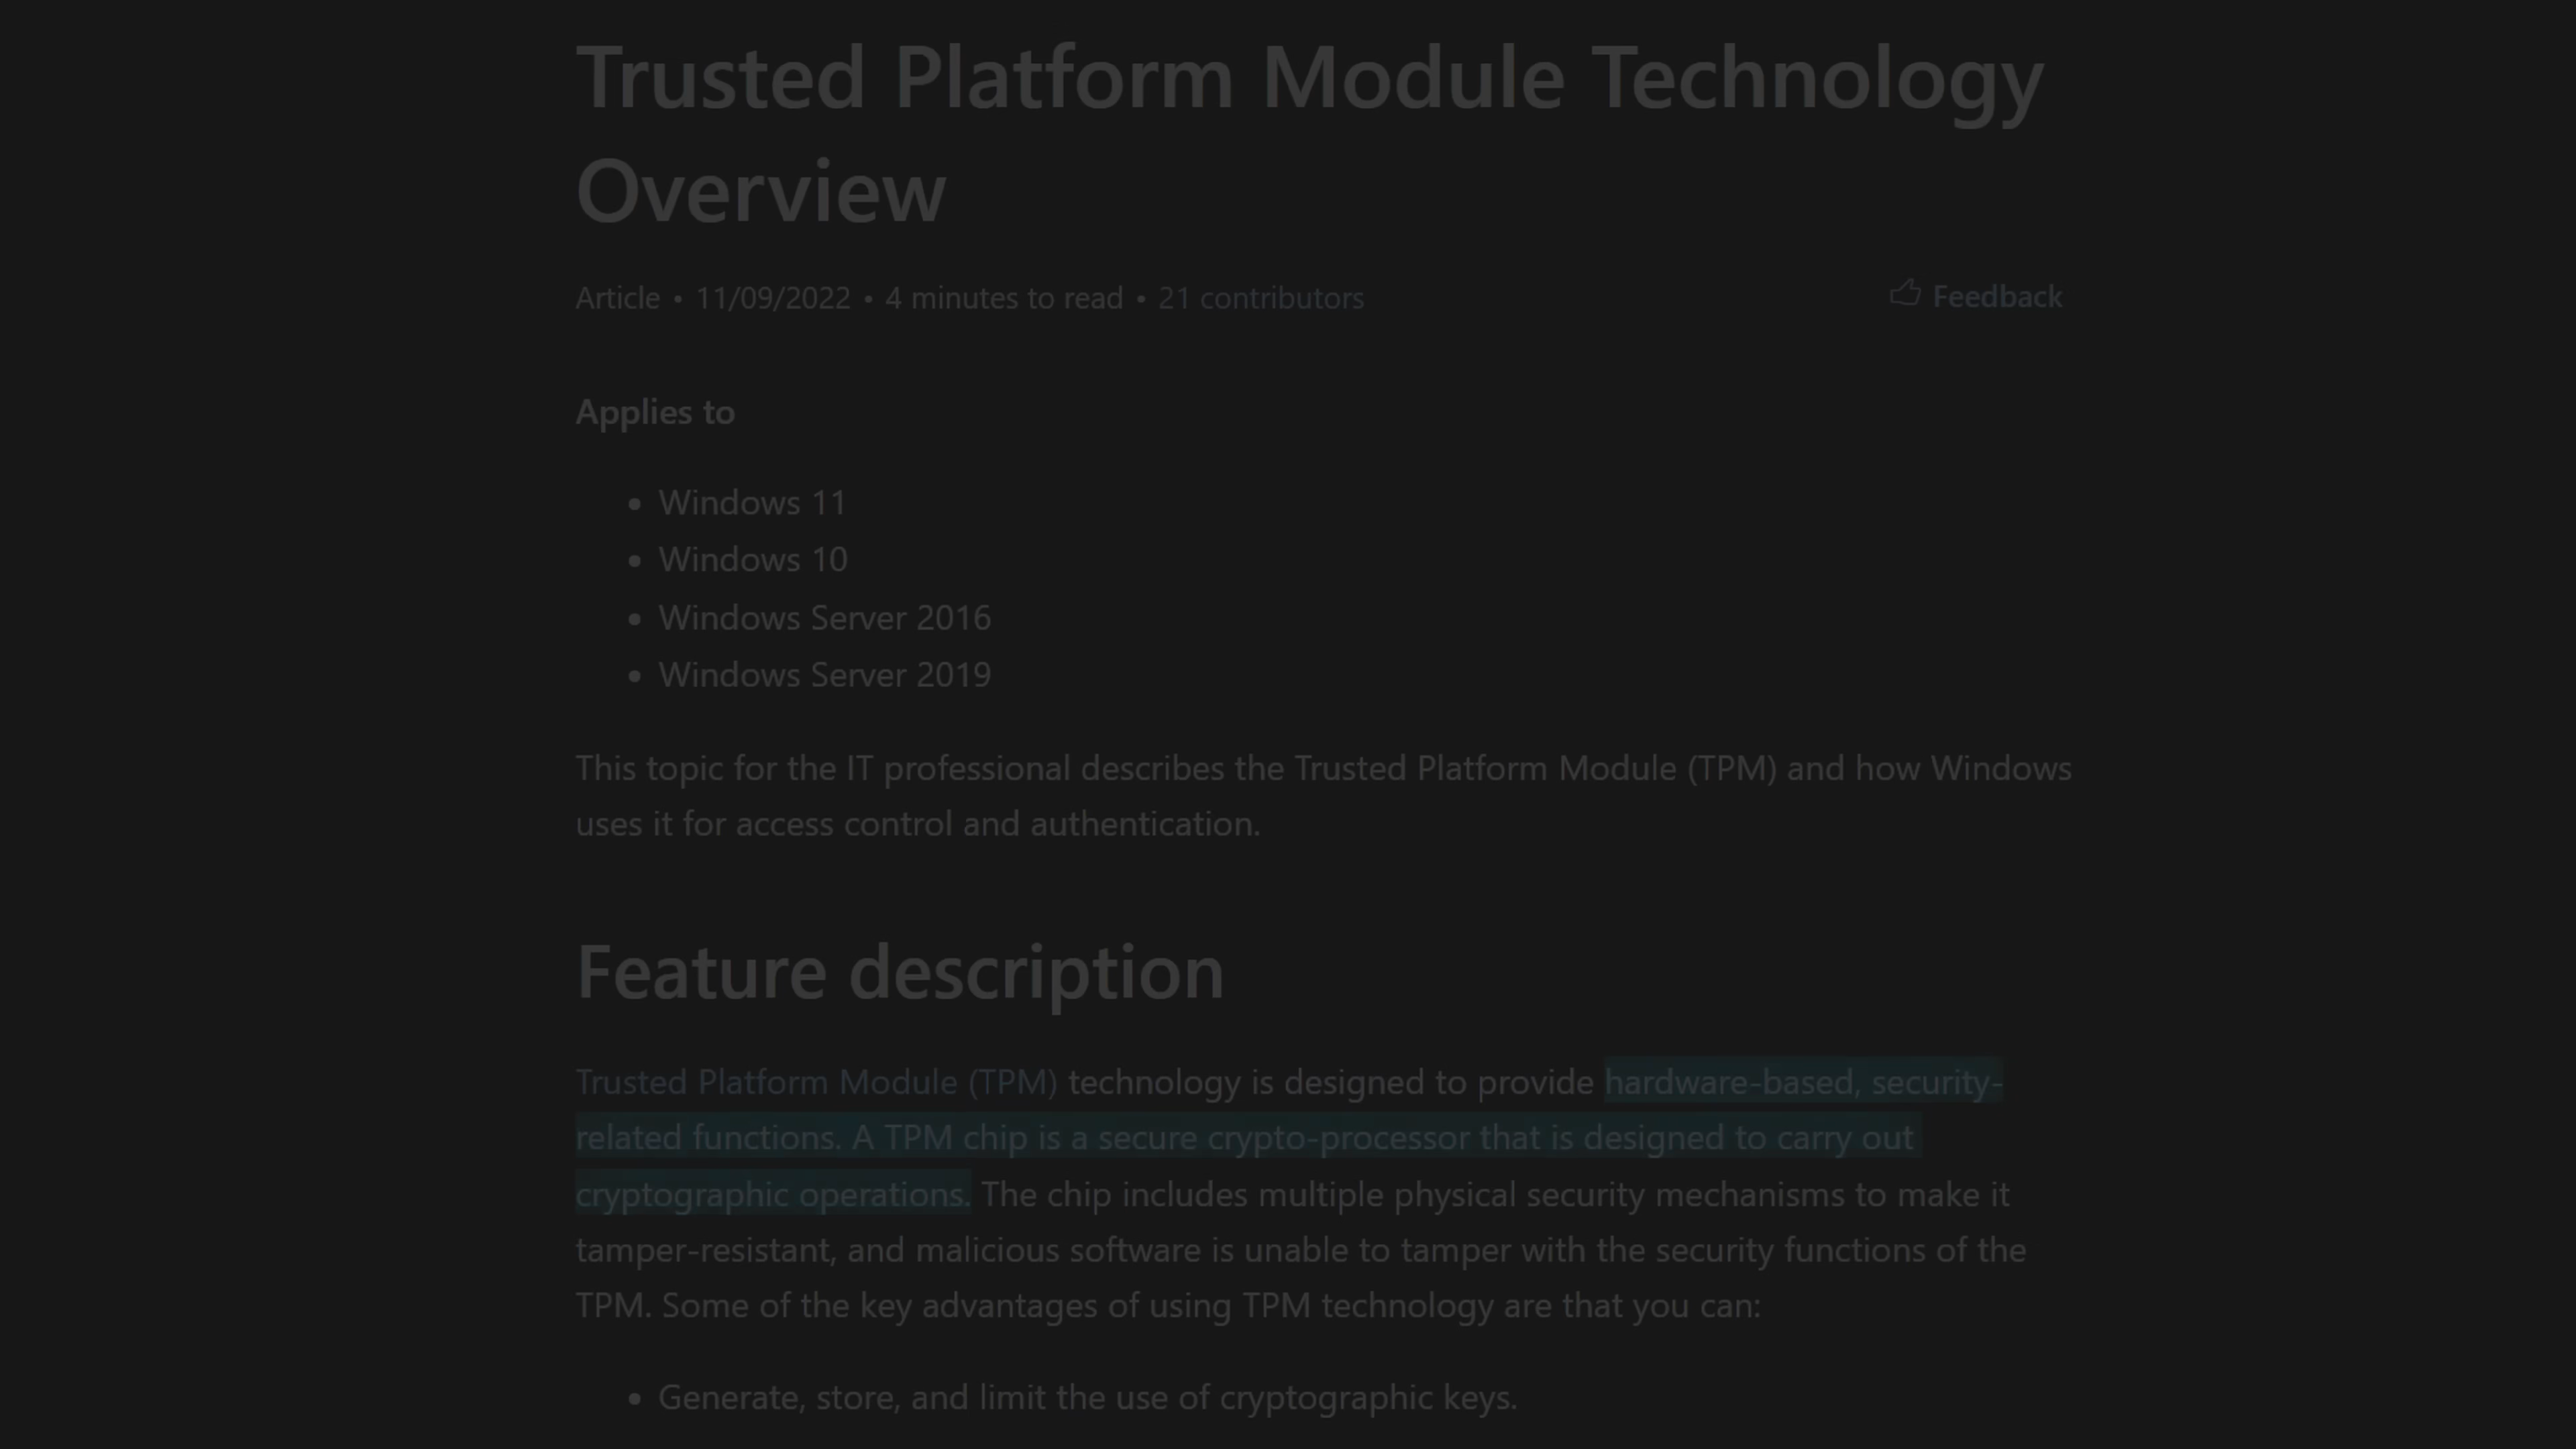 Trusted Platform Module Technology
Overview
Article • 11/09/2022 • 4 minutes to read • 21 contributors
Feedback
Applies to
• Windows 11
• Windows 10
• Windows Server 2016
• Windows Server 2019
This topic for the IT professional describes the Trusted Platform Module (TPM) and how Windows
uses it for access control and authentication.
Feature description
Trusted Platform Module (TPM) technology is designed to provide hardware-based, security-
related functions. A TPM chip is a secure crypto-processor that is designed to carry out
cryptographic operations. The chip includes multiple physical security mechanisms to make it
tamper-resistant, and malicious software is unable to tamper with the security functions of the
TPM. Some of the key advantages of using TPM technology are that you can:
• Generate, store, and limit the use of cryptographic keys.